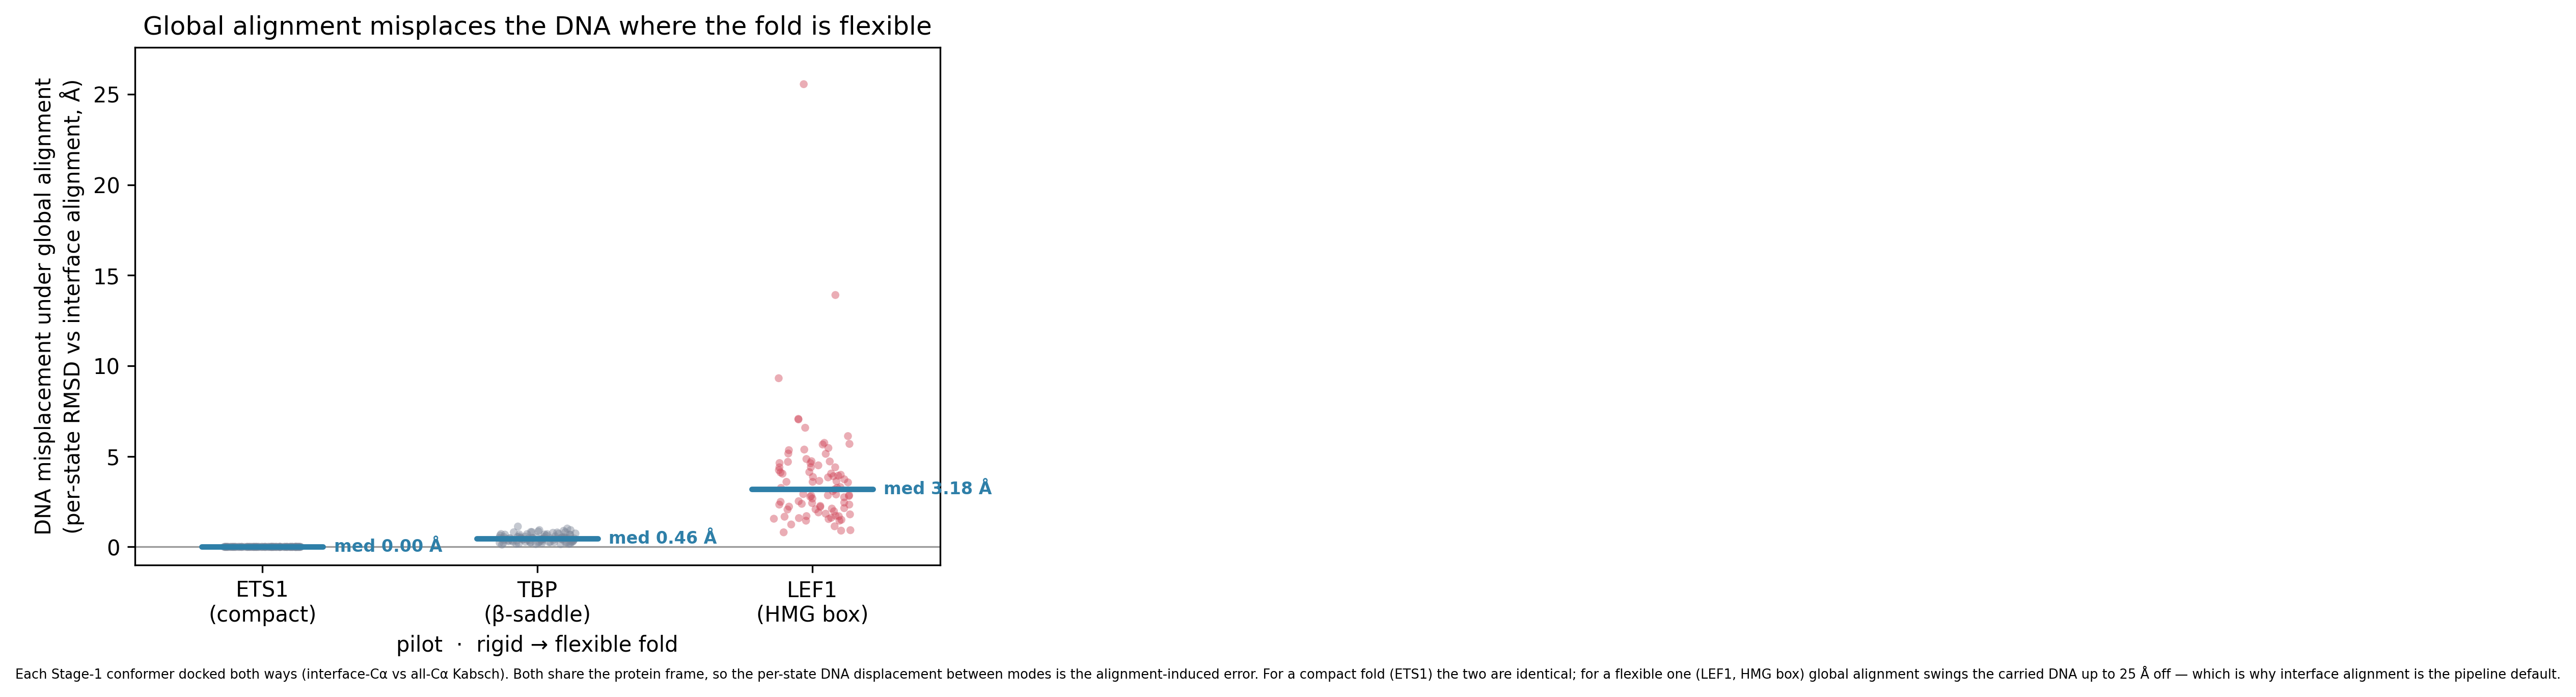 Global alignment misplaces the DNA where the fold is flexible
DNA misplacement under global alignment
(per-state RMSD vs interface alignment, Å)
25
20
15
10
5
0
med 0.00 Å
med 0.46 Å
med 3.18 Å
ETS1
(compact)
TBP
(β-saddle)
LEF1
(HMG box)
pilot · rigid → flexible fold
Each Stage-1 conformer docked both ways (interface-Cα vs all-Cα Kabsch). Both share the protein frame, so the per-state DNA displacement between modes is the alignment-induced error. For a compact fold (ETS1) the two are identical; for a flexible one (LEF1, HMG box) global alignment swings the carried DNA up to 25 Å off — which is why interface alignment is the pipeline default.